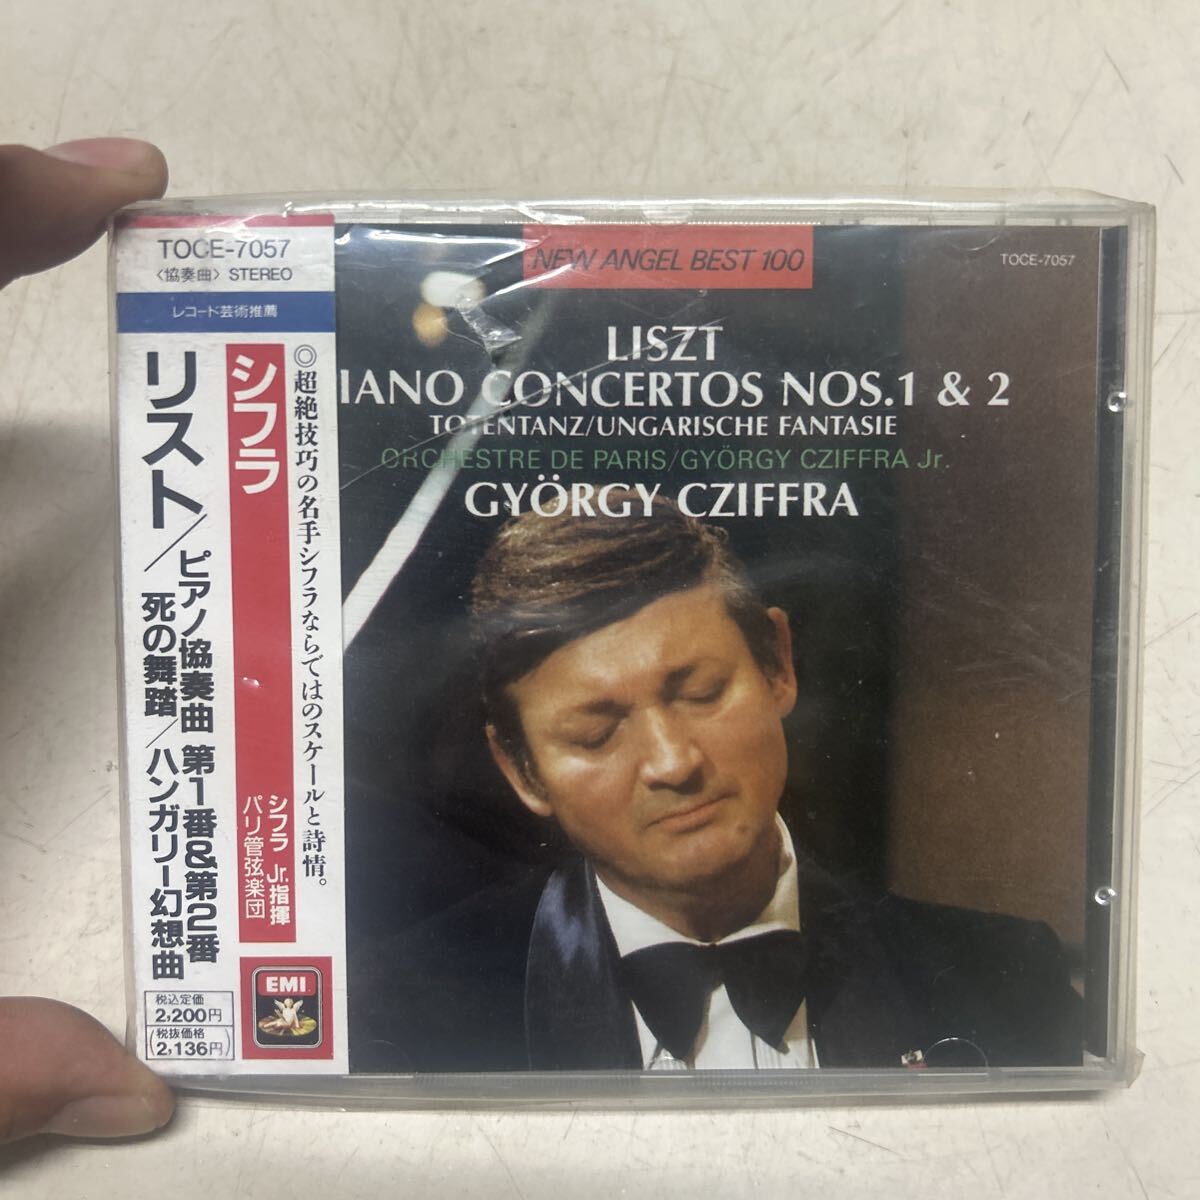 TOCE-7057
〈協奏曲〉 STEREO
レコード芸術推薦
◎超絶技巧の名手シフラならではのスケールと詩情。
シフラ
シフラ Jr.指揮
パリ管弦楽団
リスト/ピアノ協奏曲 第1番&第2番
死の舞踏/ハンガリー幻想曲
EMI
税込定価
2,200円
(税抜価格
2,136円)
NEW ANGEL BEST 100
TOCE-7057
LISZT
IANO CONCERTOS NOS.1 & 2
TOTENTANZ/UNGARISCHE FANTASIE
ORCHESTRE DE PARIS/GYÖRGY CZIFFRA Jr.
GYÖRGY CZIFFRA